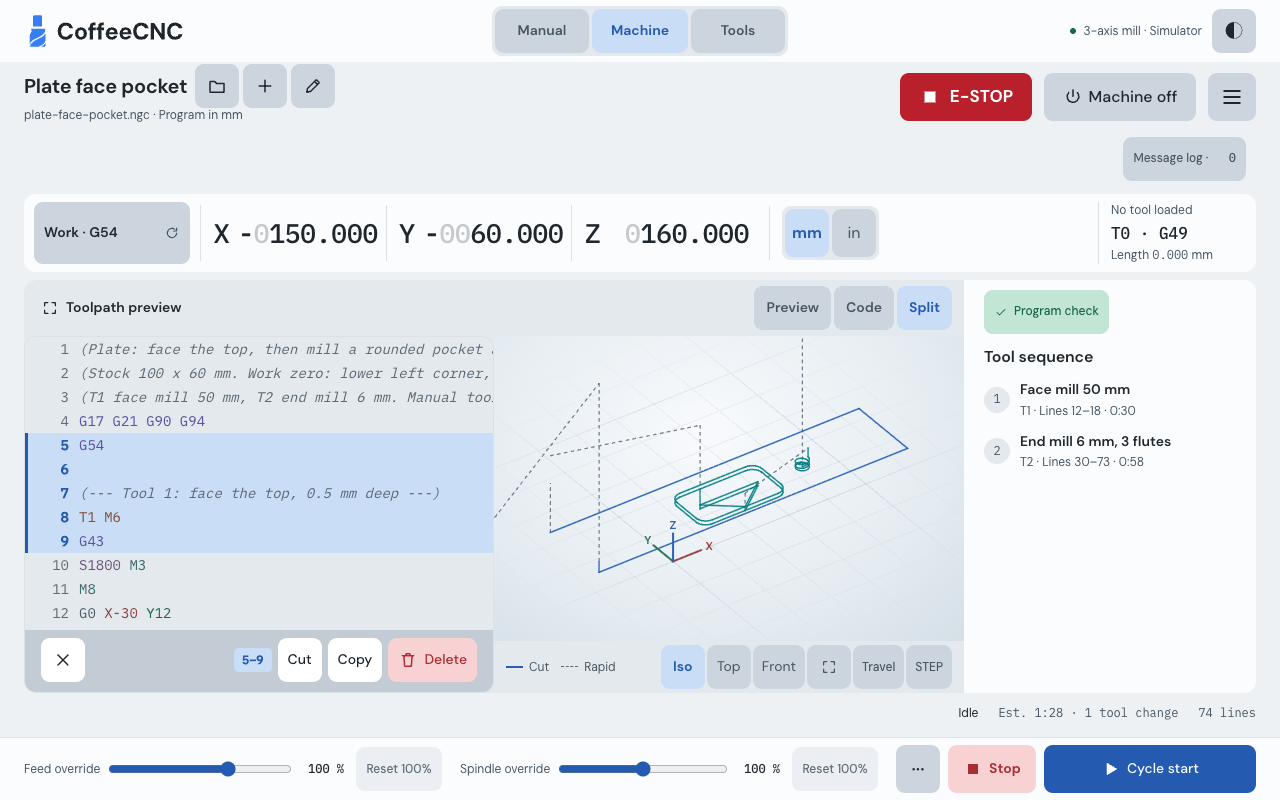 CoffeeCNC
Manual
Machine
Tools
3-axis mill · Simulator
Plate face pocket
plate-face-pocket.ngc · Program in mm
E-STOP
Machine off
Message log · 0
Work · G54
X -0150.000
Y -0060.000
Z 0160.000
mm
in
No tool loaded
T0 · G49
Length 0.000 mm
Toolpath preview
Preview
Code
Split
1 (Plate: face the top, then mill a rounded pocket
2 (Stock 100 x 60 mm. Work zero: lower left corner,
3 (T1 face mill 50 mm, T2 end mill 6 mm. Manual
4 G17 G21 G90 G94
5 G54
6
7 (--- Tool 1: face the top, 0.5 mm deep ---)
8 T1 M6
9 G43
10 S1800 M3
11 M8
12 G0 X-30 Y12
5–9
Cut
Copy
Delete
Z
Y
X
Cut
Rapid
Iso
Top
Front
Travel
STEP
Program check
Tool sequence
1 Face mill 50 mm
T1 · Lines 12–18 · 0:30
2 End mill 6 mm, 3 flutes
T2 · Lines 30–73 · 0:58
Idle
Est. 1:28 · 1 tool change
74 lines
Feed override
100 %
Reset 100%
Spindle override
100 %
Reset 100%
Stop
Cycle start